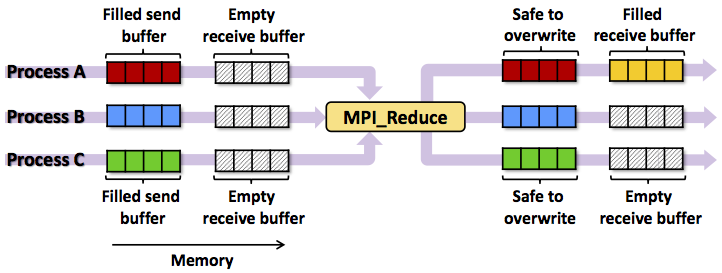 Filled send
buffer
Empty
receive buffer
Safe to
overwrite
Filled
receive buffer
Process A
Process B
MPI_Reduce
Process C
Filled send
buffer
Empty
receive buffer
Safe to
overwrite
Empty
receive buffer
Memory